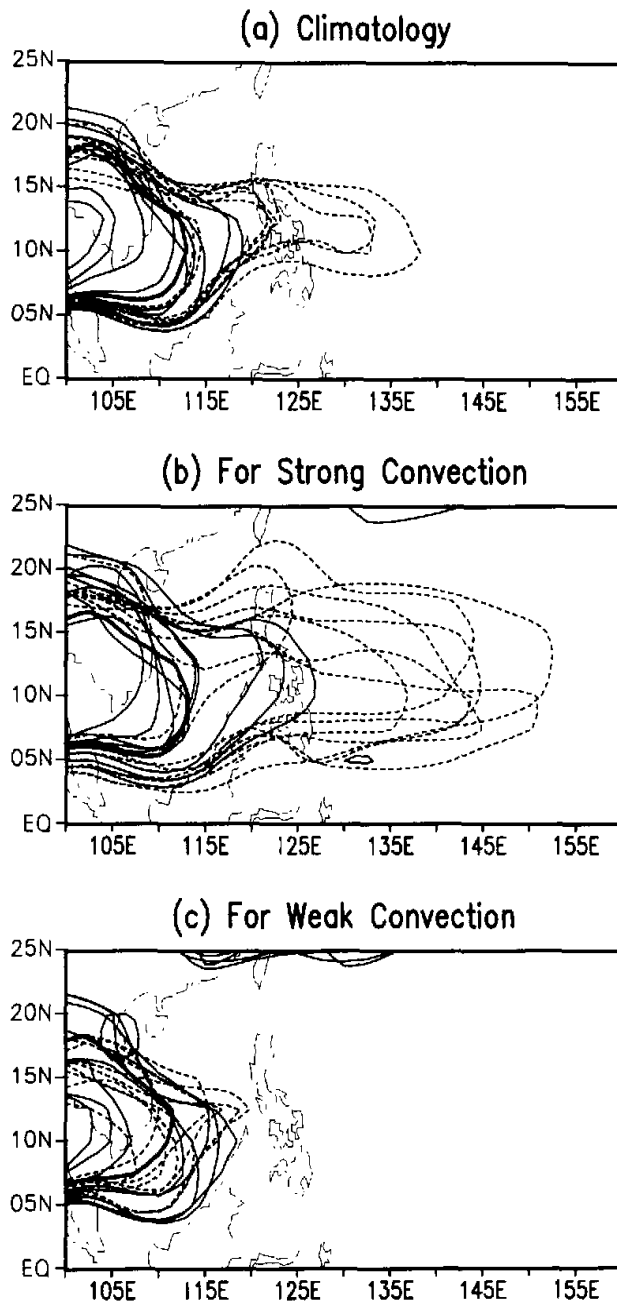 (a) Climatology
25N
20N
15N
10N
05N
EQ
105E 115E 125E 135E 145E 155E
(b) For Strong Convection
25N
20N
15N
10N
05N
EQ
105E 115E 125E 135E 145E 155E
(c) For Weak Convection
25N
20N
15N
10N
05N
EQ
105E 115E 125E 135E 145E 155E